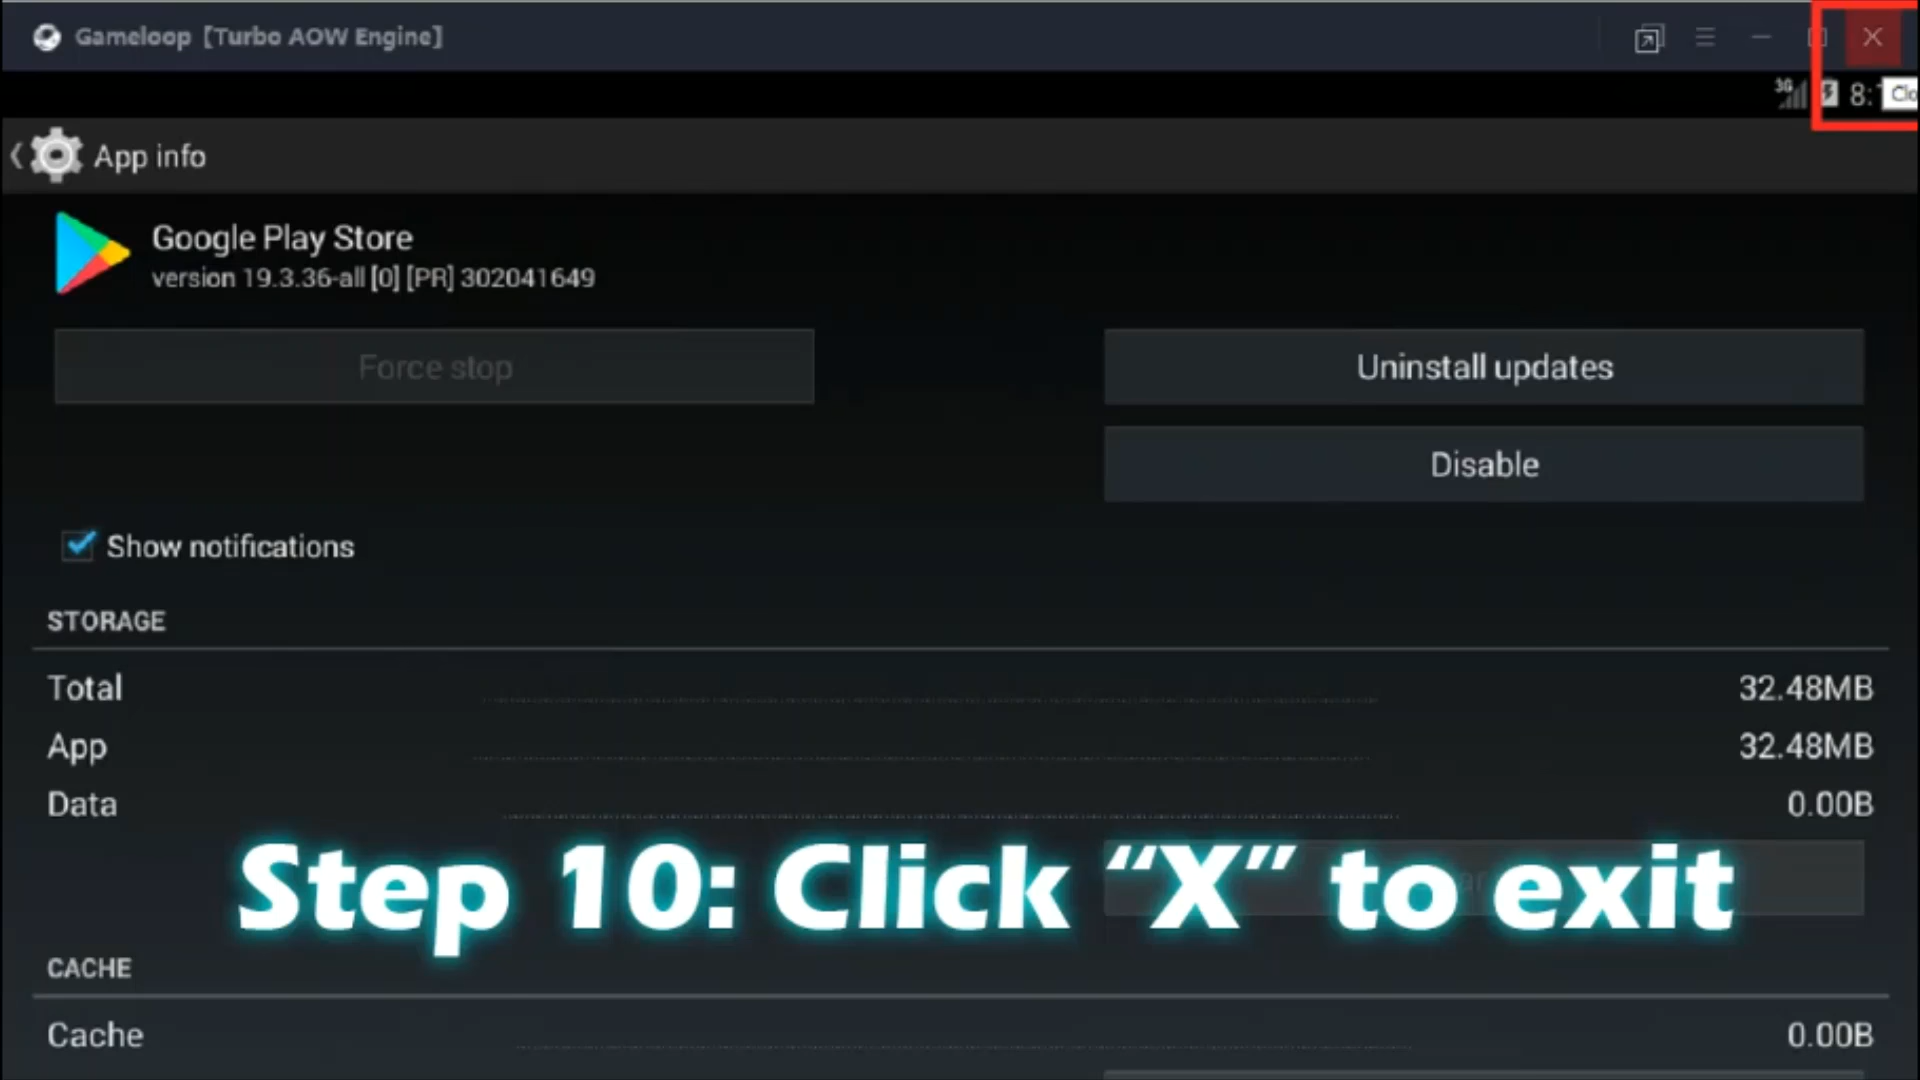 Gameloop [Turbo AOW Engine]
3G
App info
Google Play Store
version 19.3.36-all [0] [PR] 302041649
Force stop
Uninstall updates
Disable
Show notifications
STORAGE
Total 32.48MB
App 32.48MB
Data 0.00B
Step 10: Click “X” to exit
CACHE
Cache 0.00B